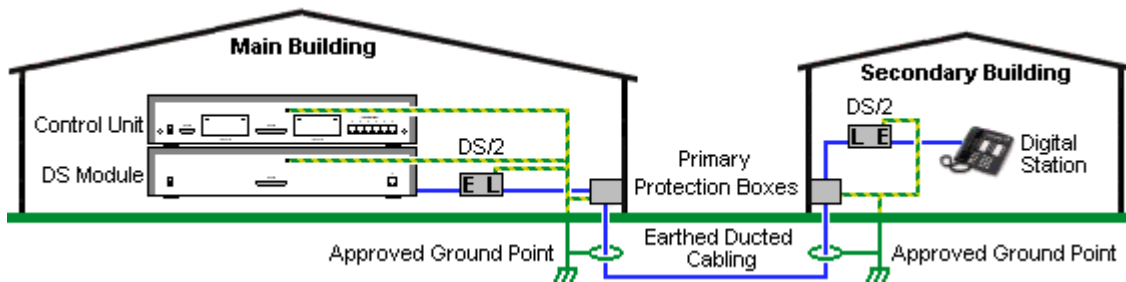 Main Building
Control Unit
DS Module
DS/2
E L
Primary
Protection Boxes
Secondary Building
DS/2
L E
Digital
Station
Approved Ground Point
Earthed Ducted
Cabling
Approved Ground Point